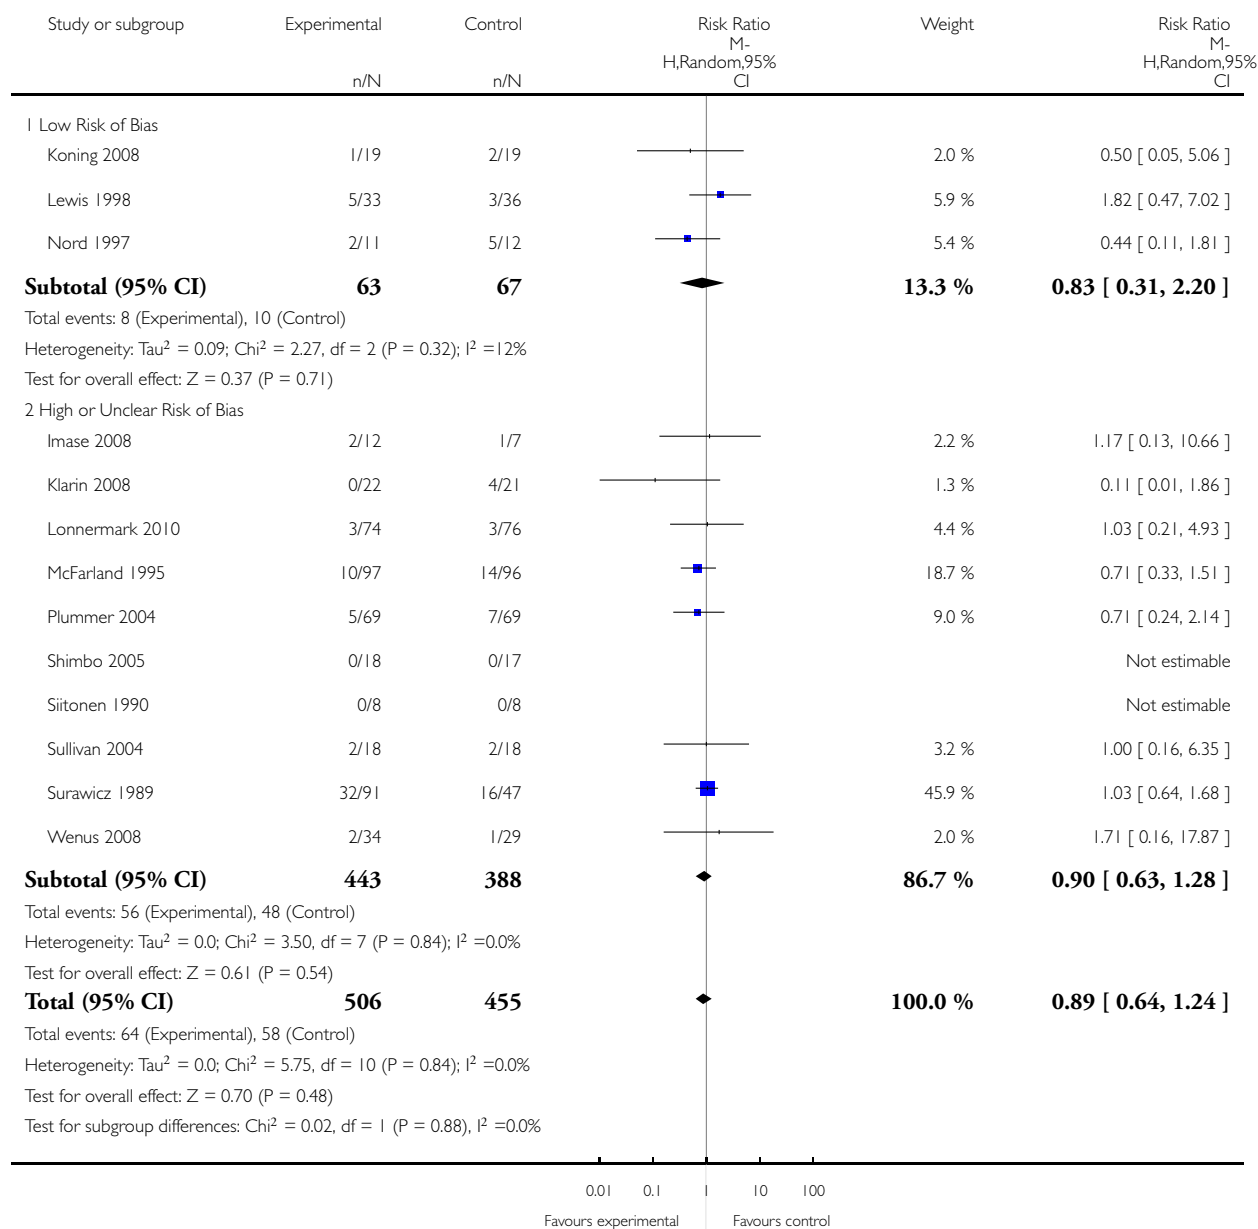 Study or subgroup Experimental Control Risk Ratio Weight Risk Ratio
M- M-
H,Random,95% H,Random,95%
n/N n/N CI CI
1 Low Risk of Bias
Koning 2008 1/19 2/19 2.0 % 0.50 [ 0.05, 5.06 ]
Lewis 1998 5/33 3/36 5.9 % 1.82 [ 0.47, 7.02 ]
Nord 1997 2/11 5/12 5.4 % 0.44 [ 0.11, 1.81 ]
Subtotal (95% CI) 63 67 13.3 % 0.83 [ 0.31, 2.20 ]
Total events: 8 (Experimental), 10 (Control)
Heterogeneity: Tau² = 0.09; Chi² = 2.27, df = 2 (P = 0.32); I² =12%
Test for overall effect: Z = 0.37 (P = 0.71)
2 High or Unclear Risk of Bias
Imase 2008 2/12 1/7 2.2 % 1.17 [ 0.13, 10.66 ]
Klarin 2008 0/22 4/21 1.3 % 0.11 [ 0.01, 1.86 ]
Lonnermark 2010 3/74 3/76 4.4 % 1.03 [ 0.21, 4.93 ]
McFarland 1995 10/97 14/96 18.7 % 0.71 [ 0.33, 1.51 ]
Plummer 2004 5/69 7/69 9.0 % 0.71 [ 0.24, 2.14 ]
Shimbo 2005 0/18 0/17 Not estimable
Siitonen 1990 0/8 0/8 Not estimable
Sullivan 2004 2/18 2/18 3.2 % 1.00 [ 0.16, 6.35 ]
Surawicz 1989 32/91 16/47 45.9 % 1.03 [ 0.64, 1.68 ]
Wenus 2008 2/34 1/29 2.0 % 1.71 [ 0.16, 17.87 ]
Subtotal (95% CI) 443 388 86.7 % 0.90 [ 0.63, 1.28 ]
Total events: 56 (Experimental), 48 (Control)
Heterogeneity: Tau² = 0.0; Chi² = 3.50, df = 7 (P = 0.84); I² =0.0%
Test for overall effect: Z = 0.61 (P = 0.54)
Total (95% CI) 506 455 100.0 % 0.89 [ 0.64, 1.24 ]
Total events: 64 (Experimental), 58 (Control)
Heterogeneity: Tau² = 0.0; Chi² = 5.75, df = 10 (P = 0.84); I² =0.0%
Test for overall effect: Z = 0.70 (P = 0.48)
Test for subgroup differences: Chi² = 0.02, df = 1 (P = 0.88), I² =0.0%
0.01 0.1 1 10 100
Favours experimental Favours control